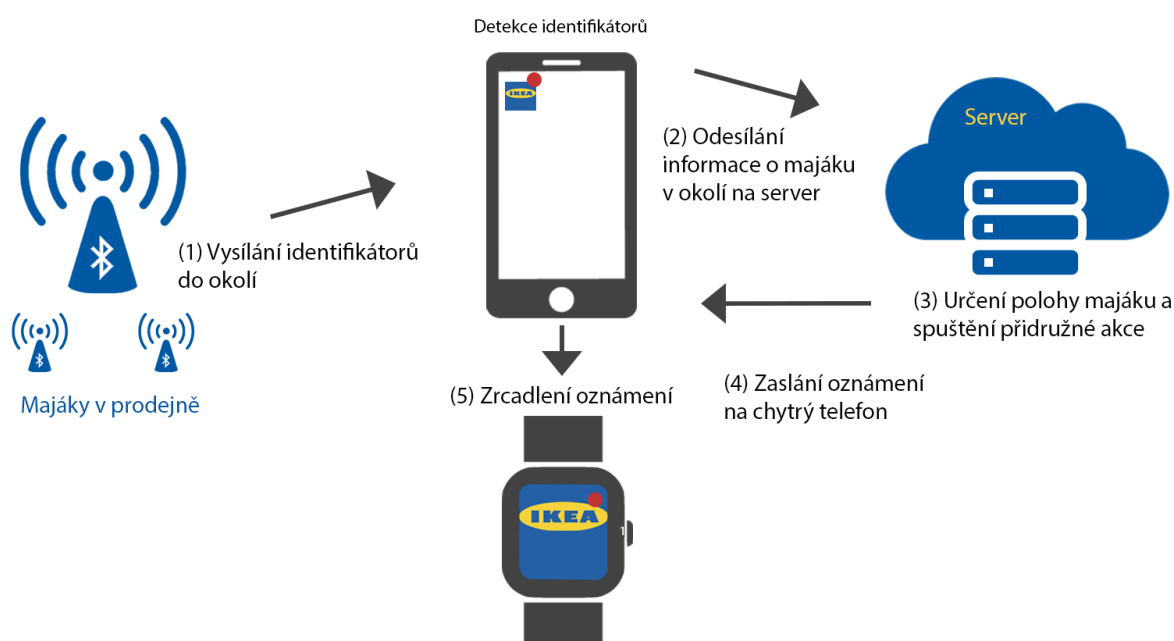 Detekce identifikátorů
IKEA
(1) Vysílání identifikátorů
do okolí
Majáky v prodejně
(2) Odesílání
informace o majáku
v okolí na server
Server
(3) Určení polohy majáku a
spuštění přidružné akce
(4) Zaslání oznámení
na chytrý telefon
(5) Zrcadlení oznámení
IKEA
1